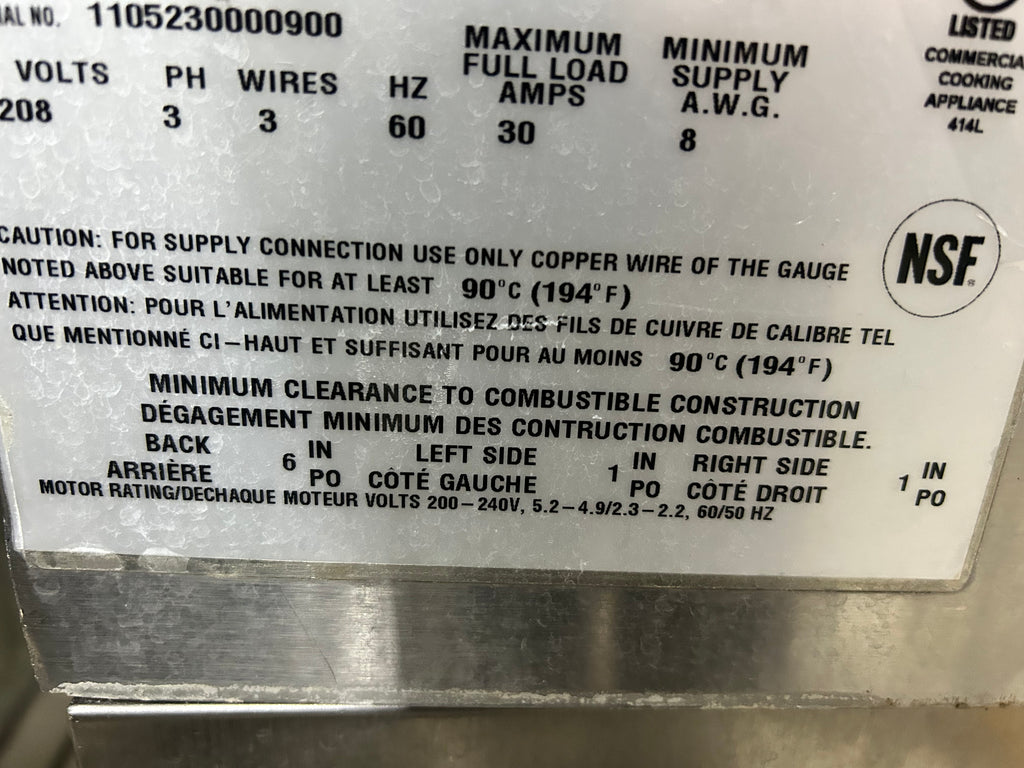 AL NO. 1105230000900
VOLTS PH WIRES HZ MAXIMUM FULL LOAD AMPS MINIMUM SUPPLY A.W.G.
208 3 3 60 30 8
LISTED
COMMERCIA
COOKING
APPLIANCE
414L
NSF®
CAUTION: FOR SUPPLY CONNECTION USE ONLY COPPER WIRE OF THE GAUGE
NOTED ABOVE SUITABLE FOR AT LEAST 90°C (194°F)
ATTENTION: POUR L'ALIMENTATION UTILISEZ DES FILS DE CUIVRE DE CALIBRE TEL
QUE MENTIONNÉ CI-HAUT ET SUFFISANT POUR AU MOINS 90°C (194°F)
MINIMUM CLEARANCE TO COMBUSTIBLE CONSTRUCTION
DÉGAGEMENT MINIMUM DES CONTRUCTION COMBUSTIBLE.
BACK 6 IN LEFT SIDE 1 IN RIGHT SIDE 1 IN
ARRIÈRE PO CÔTÉ GAUCHE PO CÔTÉ DROIT PO
MOTOR RATING/DECHAQUE MOTEUR VOLTS 200-240V, 5.2-4.9/2.3-2.2, 60/50 HZ